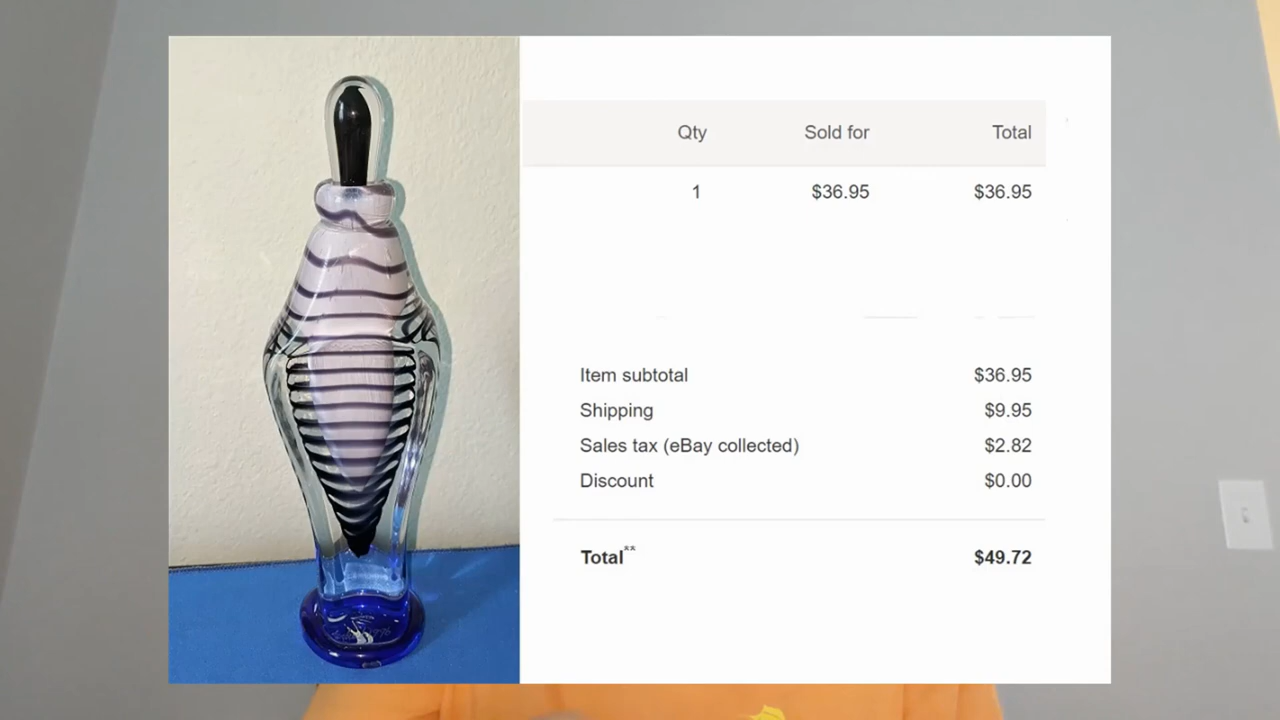 Qty Sold for Total
1 $36.95 $36.95
Item subtotal $36.95
Shipping $9.95
Sales tax (eBay collected) $2.82
Discount $0.00
Total** $49.72